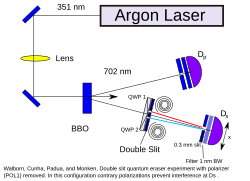 351 nm
Argon Laser
Lens
702 nm
Dp
QWP 1
Dx
x
BBO
QWP 2
0.3 mm slit
Double Slit
Filter 1 nm BW
Walborn, Cunha, Padua, and Monken, Double slit quantum eraser experiment with polarizer
(POL1) removed. In this configuration contrary polarizations prevent interference at Ds .